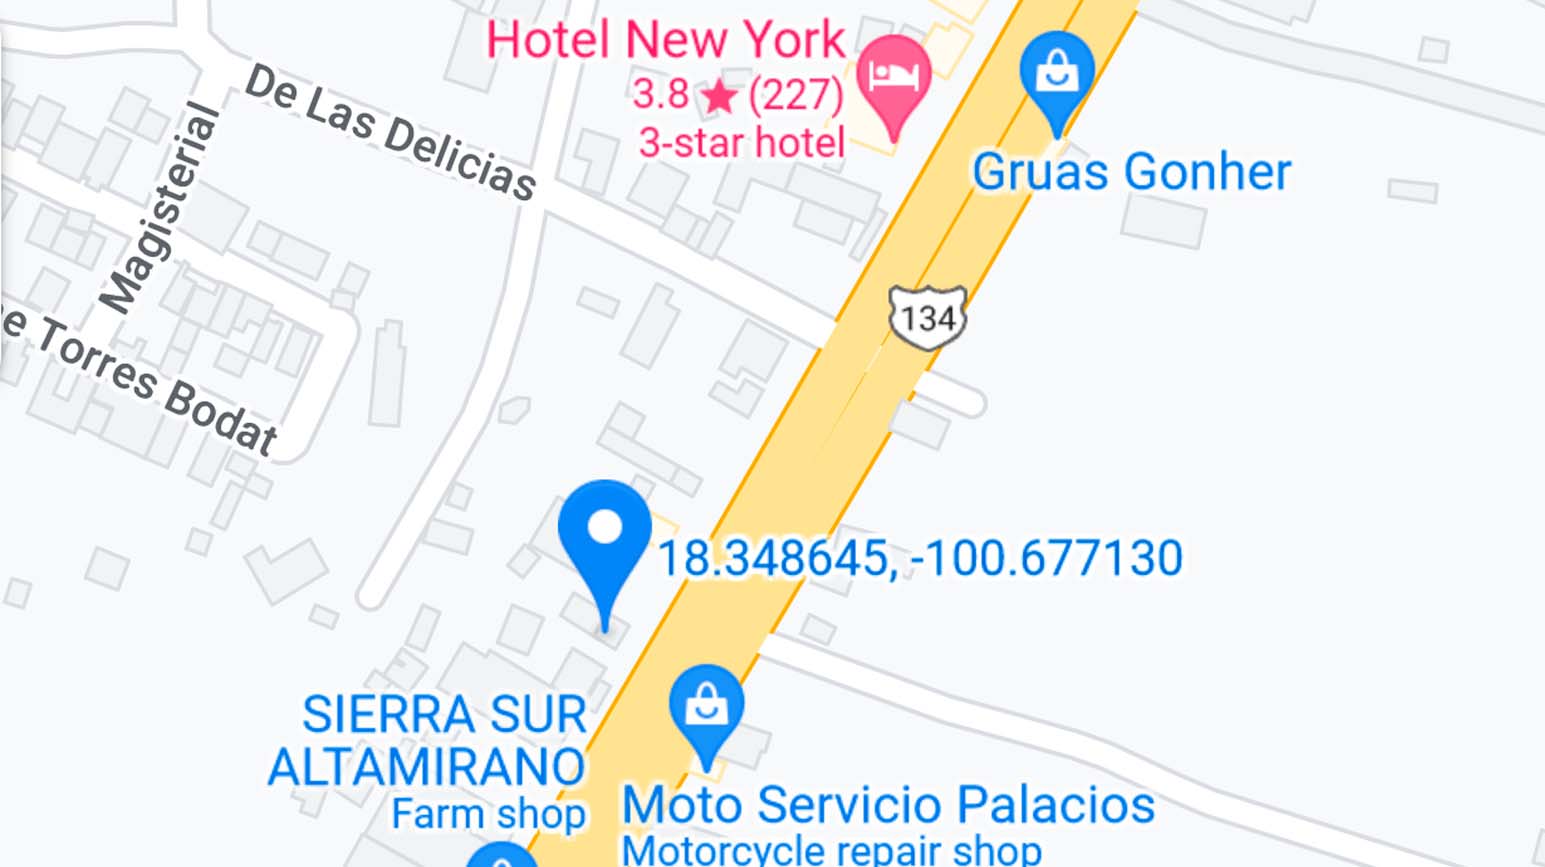 Hotel New York
3.8 ★ (227)
3-star hotel
De Las Delicias
Magisterial
Gruas Gonher
134
e Torres Bodat
18.348645, -100.677130
SIERRA SUR
ALTAMIRANO
Farm shop
Moto Servicio Palacios
Motorcycle repair shop